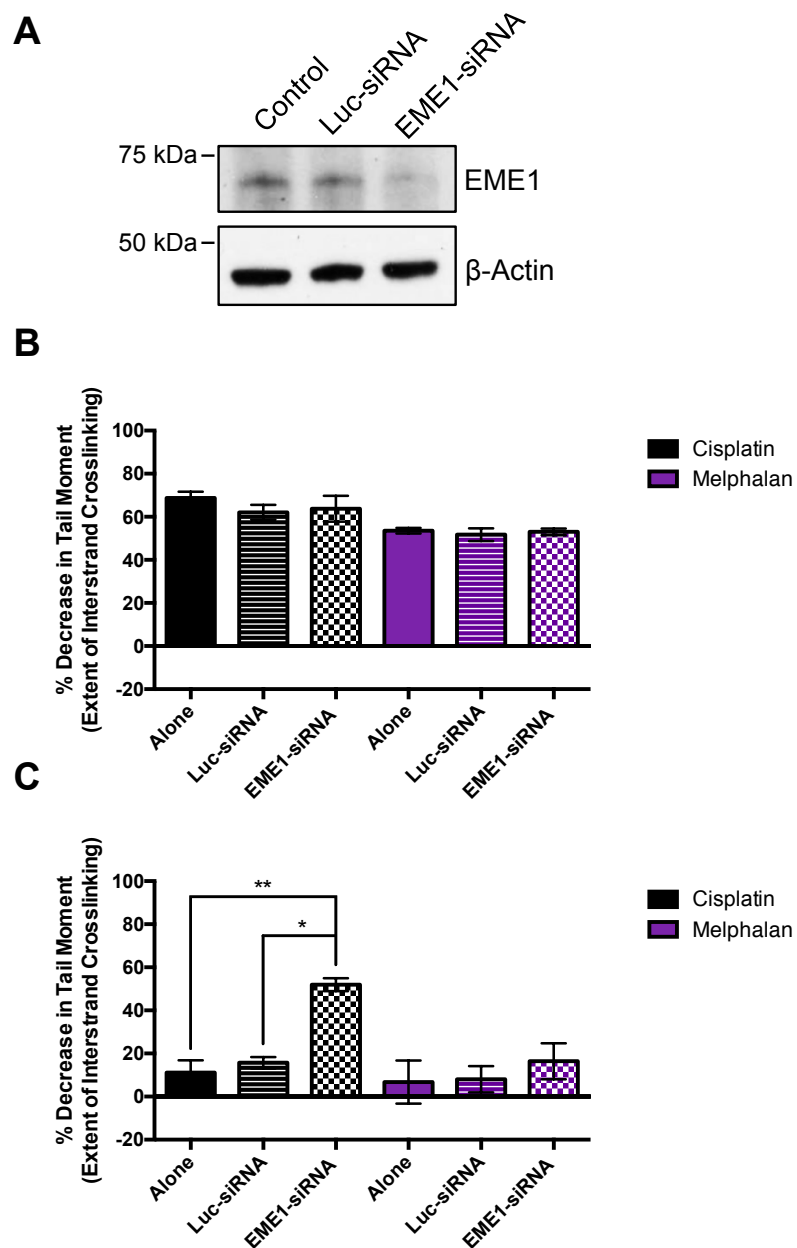 A
Control
Luc-siRNA
EME1-siRNA
75 kDa
EME1
50 kDa
β-Actin
B
% Decrease in Tail Moment
(Extent of Interstrand Crosslinking)
100
80
60
40
20
0
-20
Cisplatin
Melphalan
Alone
Luc-siRNA
EME1-siRNA
Alone
Luc-siRNA
EME1-siRNA
C
% Decrease in Tail Moment
(Extent of Interstrand Crosslinking)
100
80
60
40
20
0
-20
**
*
Cisplatin
Melphalan
Alone
Luc-siRNA
EME1-siRNA
Alone
Luc-siRNA
EME1-siRNA